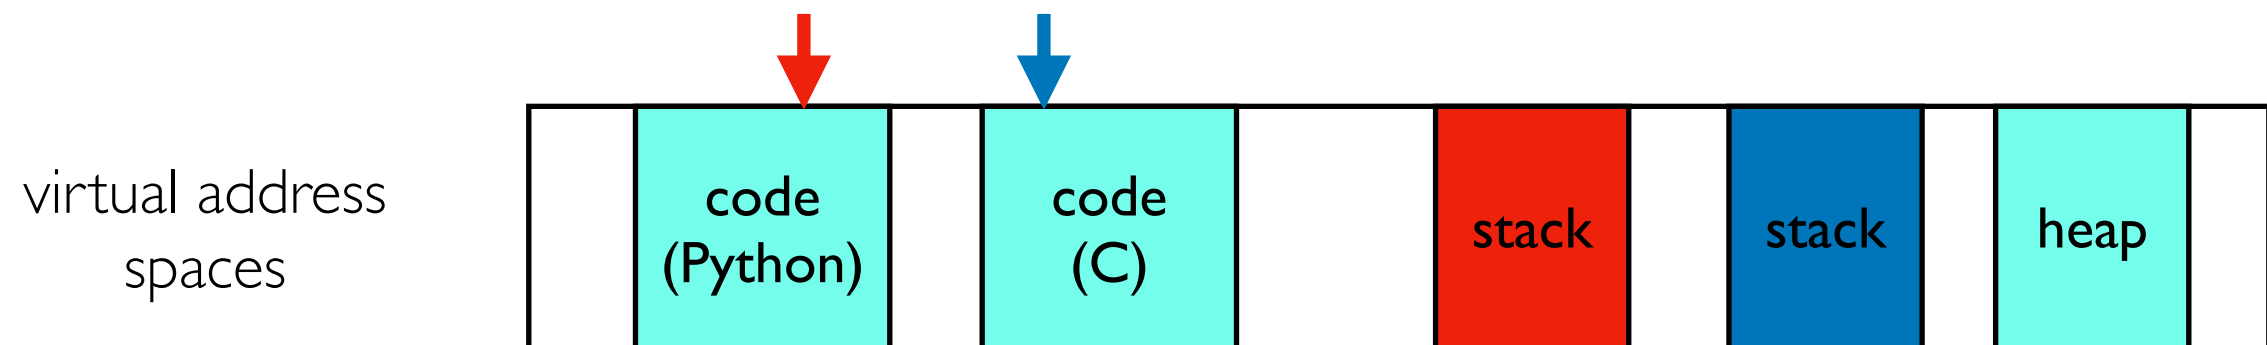 virtual address
spaces
code
(Python)
code
(C)
stack
stack
heap